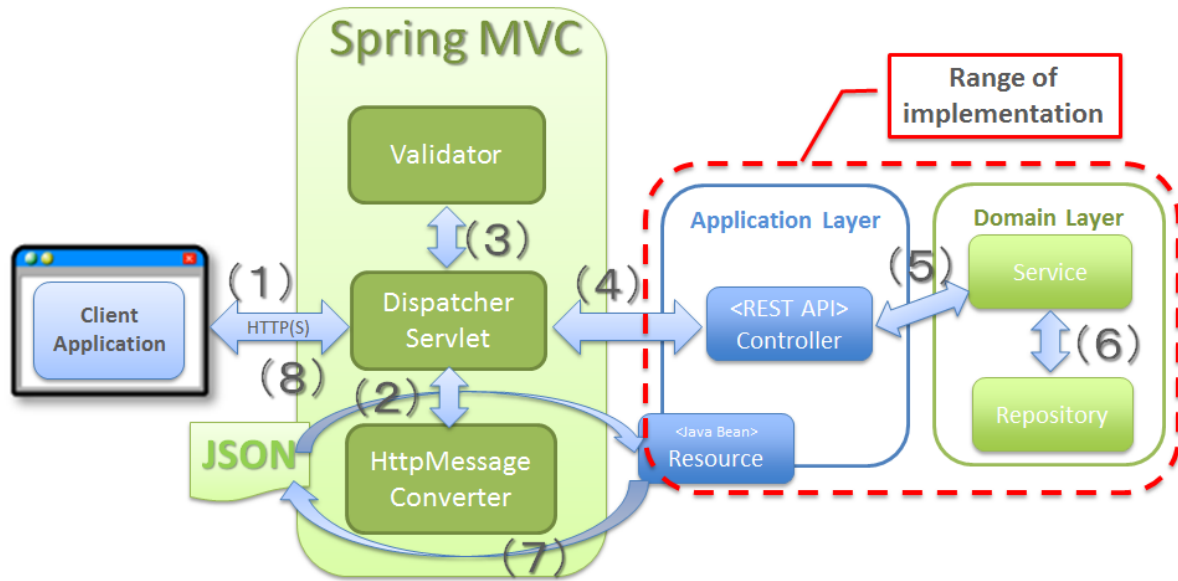 Spring MVC
Range of
implementation
Validator
Application Layer
Domain Layer
(3)
(5)
Service
(1)
(4)
Client
Application
HTTP(S)
Dispatcher
Servlet
<REST API>
Controller
(6)
(8)
(2)
Repository
JSON
HttpMessage
Converter
<Java Bean>
Resource
(7)